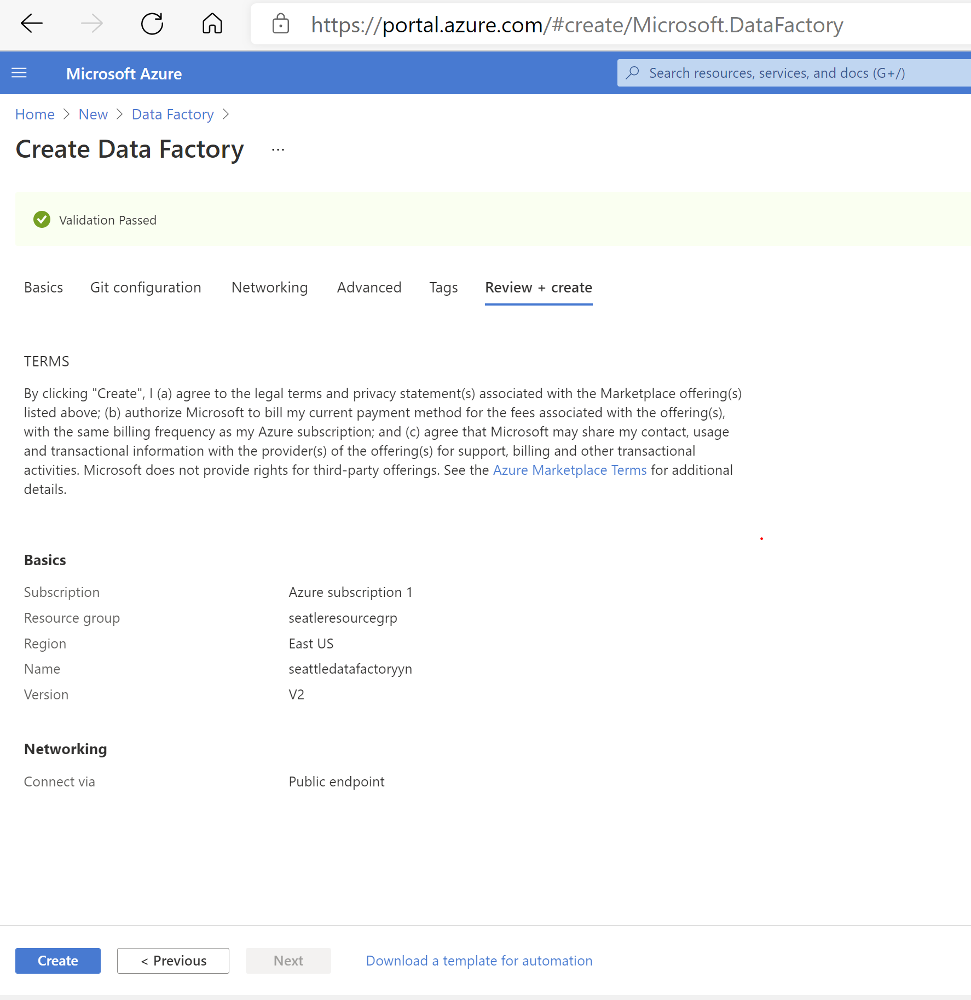 https://portal.azure.com/#create/Microsoft.DataFactory
Microsoft Azure
Search resources, services, and docs (G+/)
Home > New > Data Factory >
Create Data Factory ...
Validation Passed
Basics Git configuration Networking Advanced Tags Review + create
TERMS
By clicking "Create", I (a) agree to the legal terms and privacy statement(s) associated with the Marketplace offering(s)
listed above; (b) authorize Microsoft to bill my current payment method for the fees associated with the offering(s),
with the same billing frequency as my Azure subscription; and (c) agree that Microsoft may share my contact, usage
and transactional information with the provider(s) of the offering(s) for support, billing and other transactional
activities. Microsoft does not provide rights for third-party offerings. See the Azure Marketplace Terms for additional
details.
Basics
Subscription Azure subscription 1
Resource group seatleresourcegrp
Region East US
Name seattledatafactoryyn
Version V2
Networking
Connect via Public endpoint
Create < Previous Next Download a template for automation